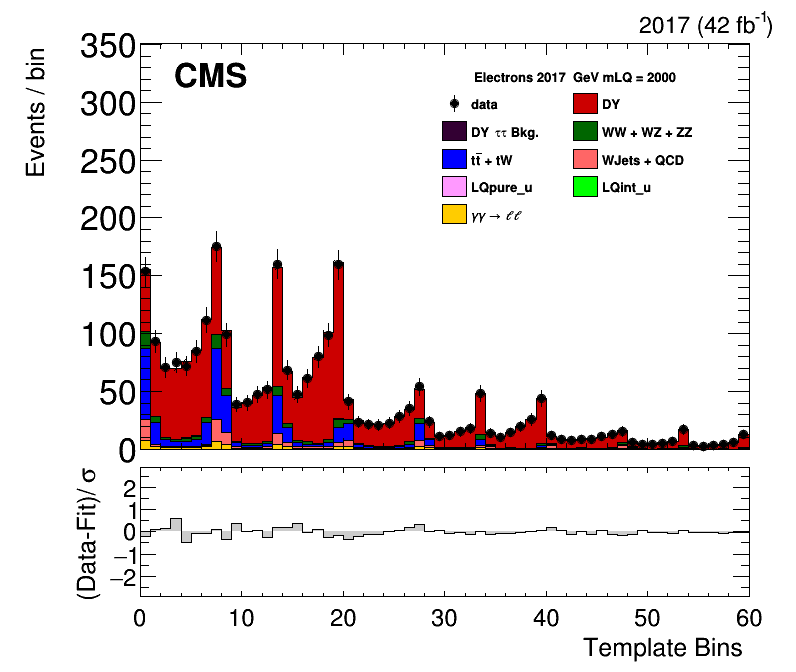 2017 (42 fb⁻¹)
Events / bin
CMS
Electrons 2017 GeV mLQ = 2000
data
DY
DY ττ Bkg.
WW + WZ + ZZ
tt̄ + tW
WJets + QCD
LQpure_u
LQint_u
γγ → ℓℓ
350
300
250
200
150
100
50
0
(Data-Fit)/ σ
2
1
0
−1
−2
0 10 20 30 40 50 60
Template Bins